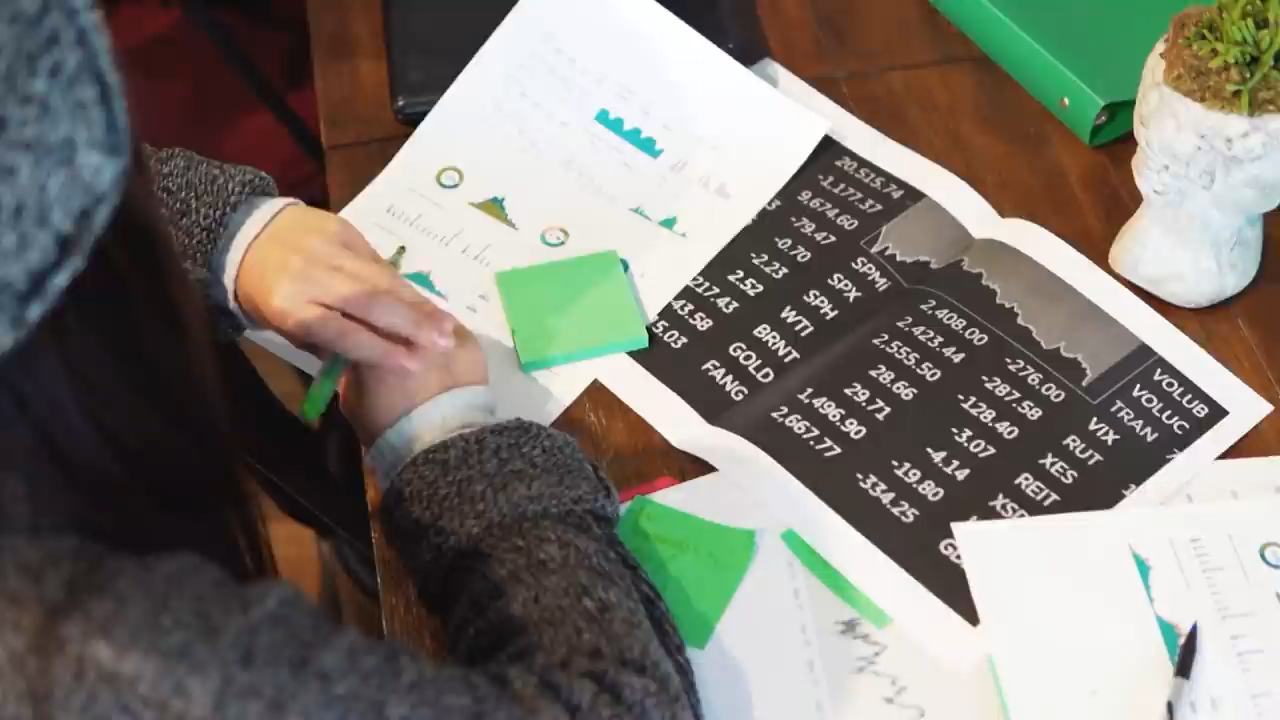 20,515.74 VOLUB
-1,177.37 VOLUC
9,674.60 TRAN
-79.47 SPMi 2,408.00 -276.00 VIX
-0.70 SPX 2,423.44 -287.58 RUT
-2.23 SPH 2,555.50 -128.40 XES
2.52 WTI 28.66 -3.07 REIT
217.43 BRNT 29.71 -4.14
43.58 GOLD 1,496.90 -19.80
5.03 FANG 2,667.77 -334.25